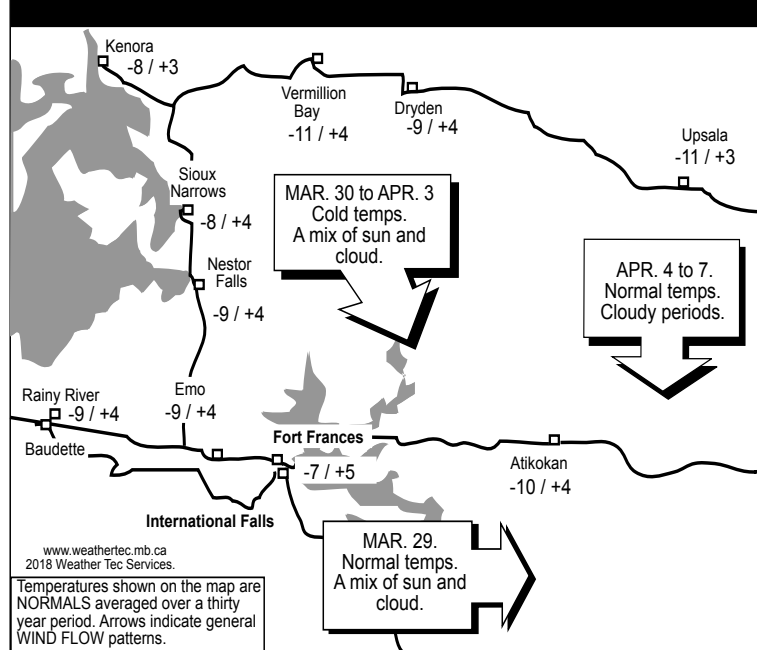 Kenora
-8 / +3
Vermillion
Bay
-11 / +4
Dryden
-9 / +4
Upsala
-11 / +3
Sioux
Narrows
-8 / +4
MAR. 30 to APR. 3
Cold temps.
A mix of sun and
cloud.
Nestor
Falls
-9 / +4
APR. 4 to 7.
Normal temps.
Cloudy periods.
Rainy River
-9 / +4
Baudette
Emo
-9 / +4
Fort Frances
-7 / +5
Atikokan
-10 / +4
International Falls
MAR. 29.
Normal temps.
A mix of sun and
cloud.
www.weathertec.mb.ca
2018 Weather Tec Services.
Temperatures shown on the map are
NORMALS averaged over a thirty
year period. Arrows indicate general
WIND FLOW patterns.